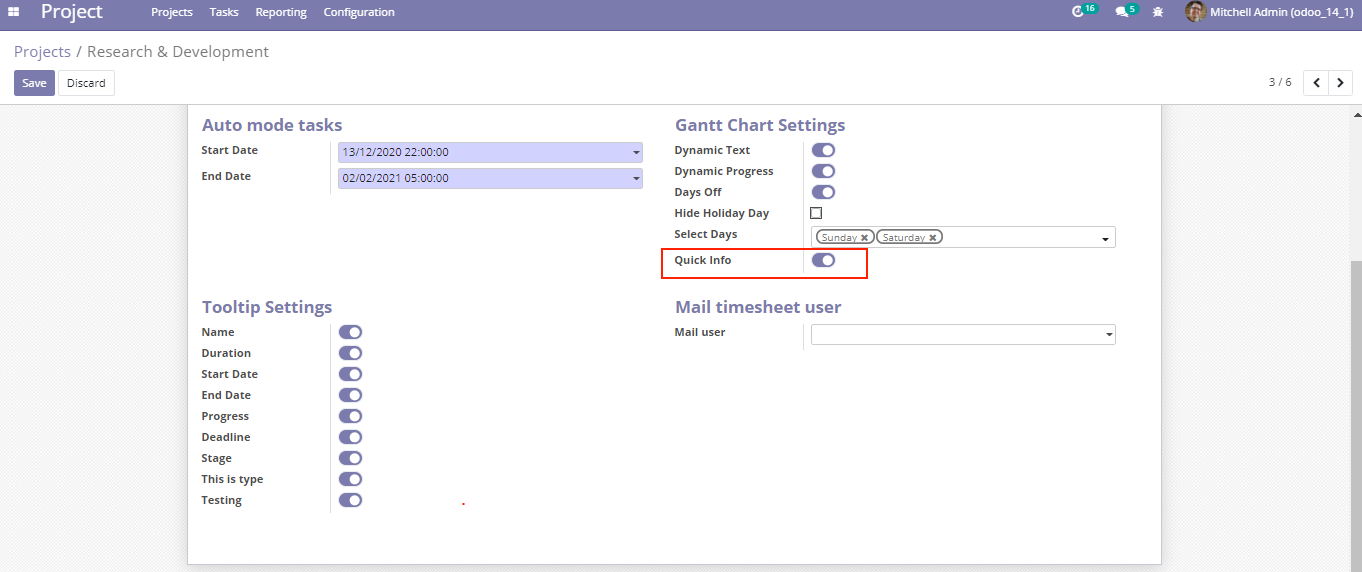 Project Projects Tasks Reporting Configuration 16 5 Mitchell Admin (odoo_14_1)
Projects / Research & Development
Save Discard 3 / 6
Auto mode tasks
Start Date 13/12/2020 22:00:00
End Date 02/02/2021 05:00:00
Gantt Chart Settings
Dynamic Text
Dynamic Progress
Days Off
Hide Holiday Day
Select Days Sunday Saturday
Quick Info
Tooltip Settings
Name
Duration
Start Date
End Date
Progress
Deadline
Stage
This is type
Testing
Mail timesheet user
Mail user